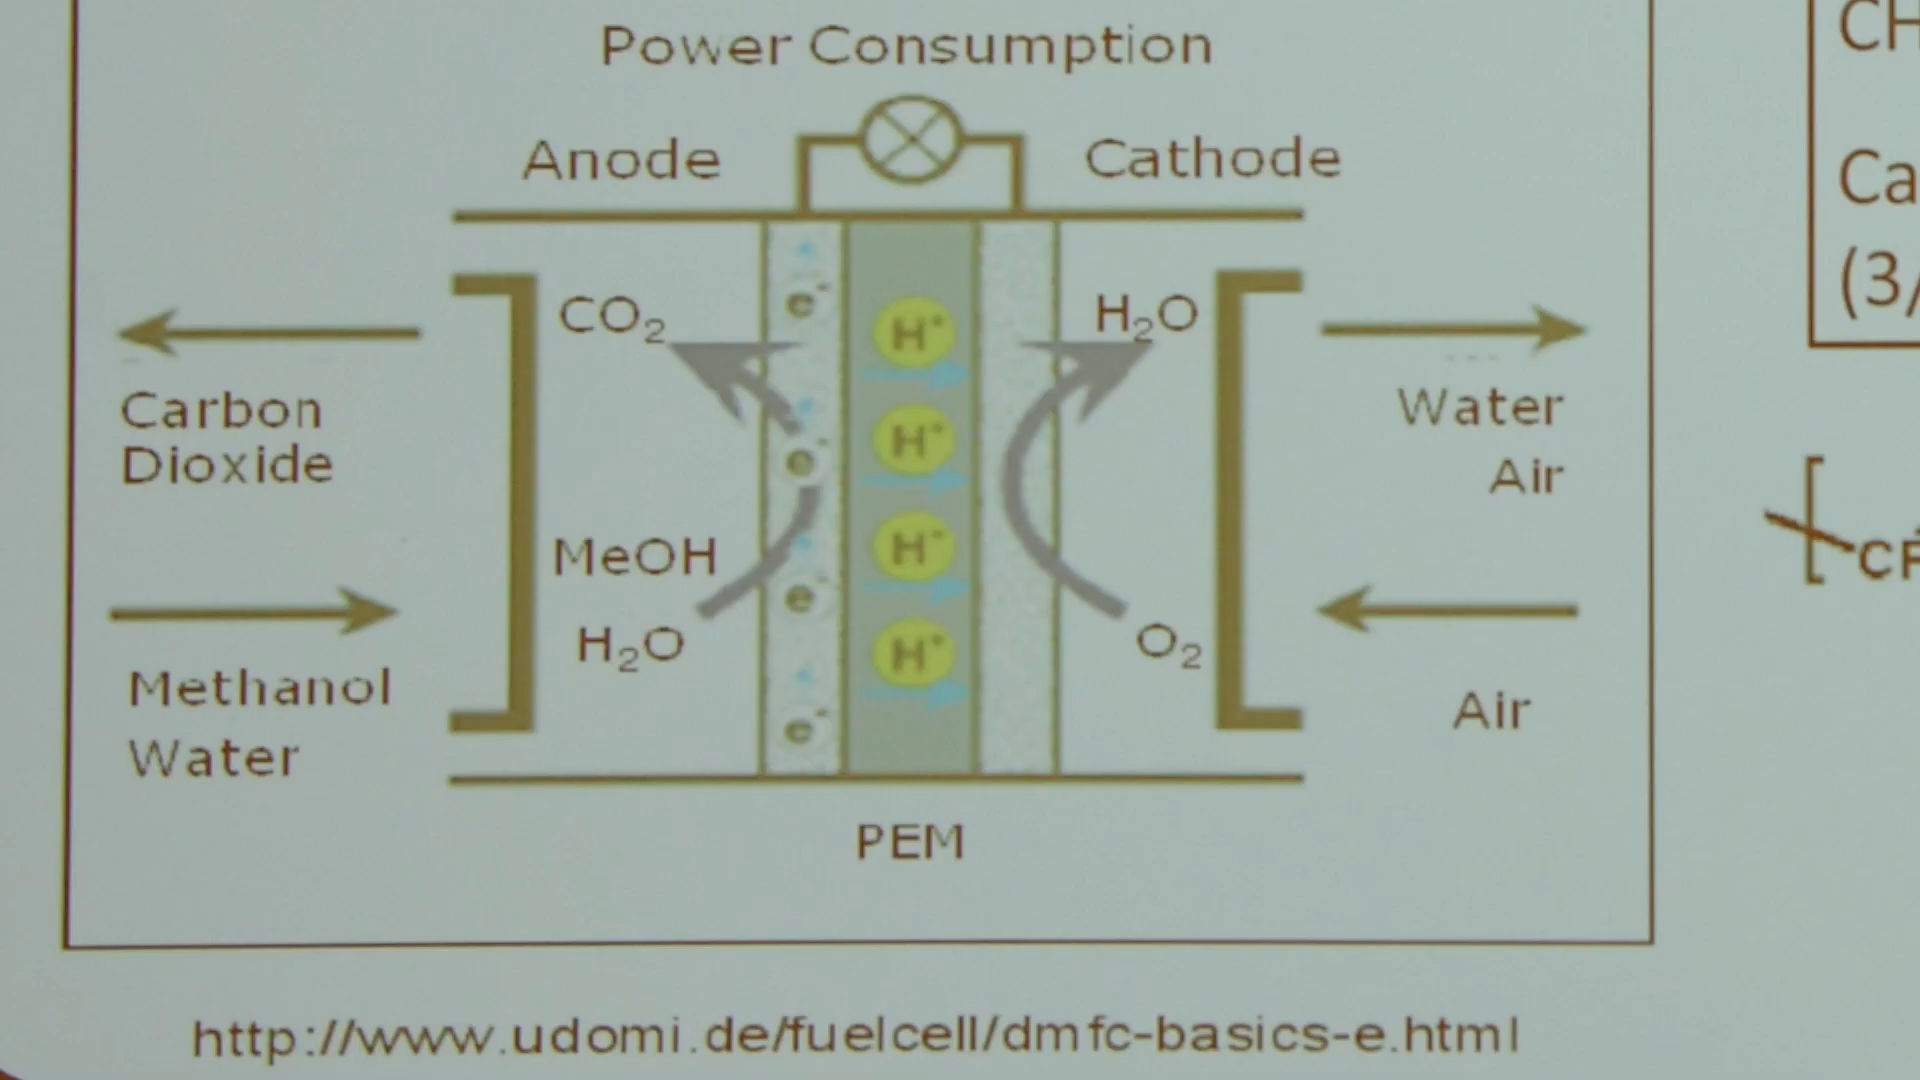 Power Consumption
Anode
Cathode
CO₂
e⁻
H⁺
H₂O
Carbon
Dioxide
H⁺
Water
Air
e⁻
MeOH
H⁺
H₂O
e⁻
H⁺
O₂
Methanol
Water
e⁻
Air
PEM
http://www.udomi.de/fuelcell/dmfc-basics-e.html
CH
Ca
(3/